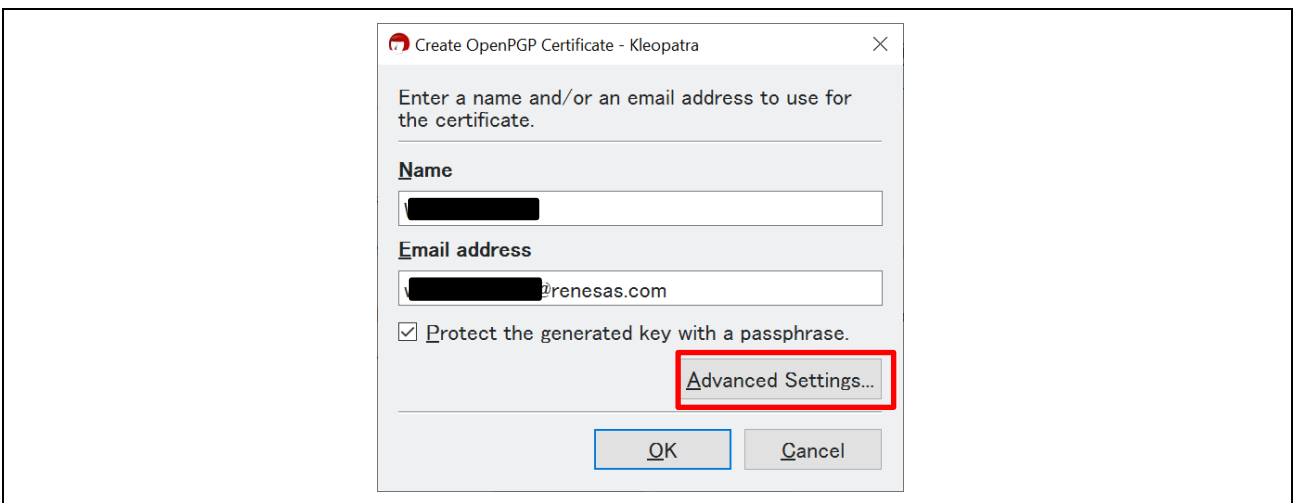 Create OpenPGP Certificate - Kleopatra
Enter a name and/or an email address to use for
the certificate.
Name
Email address
@renesas.com
Protect the generated key with a passphrase.
Advanced Settings...
OK
Cancel